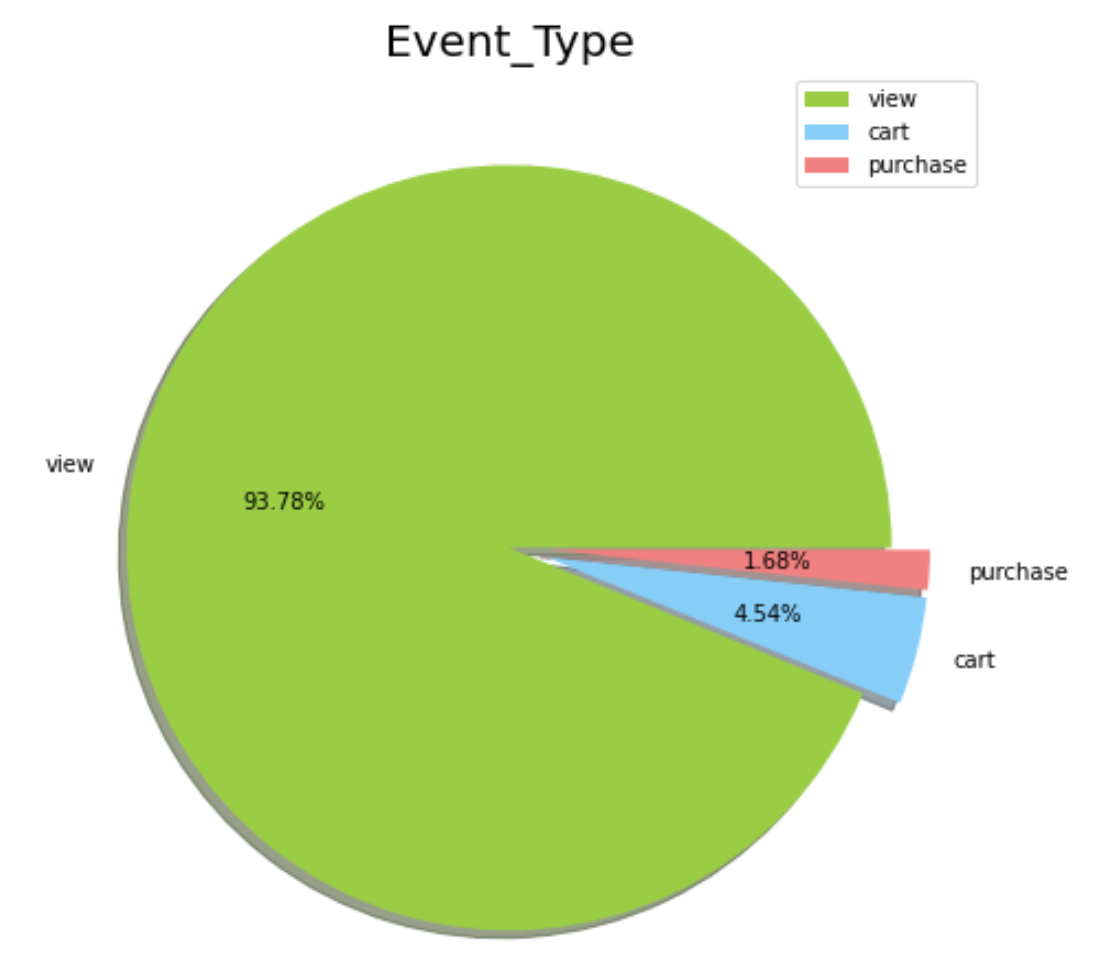 Event_Type
view
cart
purchase
view
93.78%
1.68%
purchase
4.54%
cart